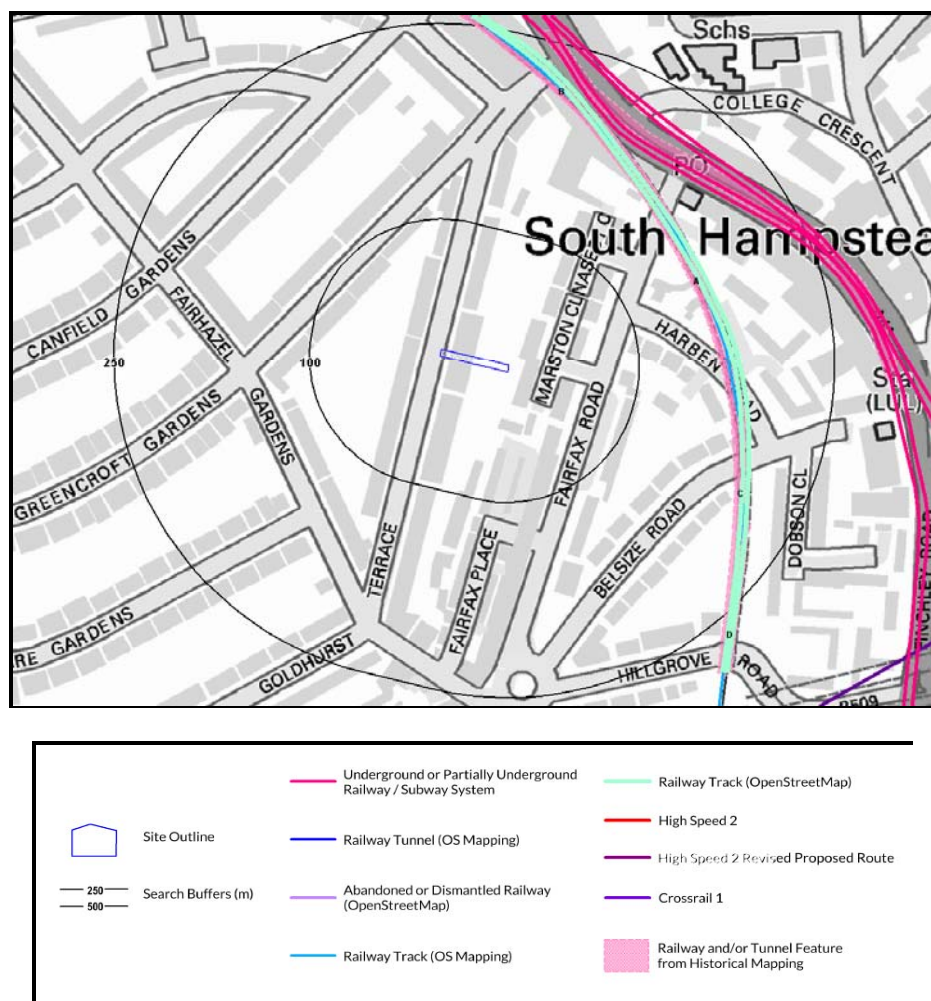 Schs
COLLEGE CRESCENT
B
PO
South Hampstea
A
CANFIELD GARDENS
FAIRHAZEL
GARDENS
250
100
MARSTON CL
HARBEN
Sta
(LUL)
GREENCROFT GARDENS
FAIRFAX ROAD
C
BELSIZE ROAD
DOBSON CL
TERRACE
FAIRFAX PLACE
RE GARDENS
GOLDHURST
D
HILLGROVE ROAD
B509
Site Outline
250
500
Search Buffers (m)
Underground or Partially Underground
Railway / Subway System
Railway Tunnel (OS Mapping)
Abandoned or Dismantled Railway
(OpenStreetMap)
Railway Track (OS Mapping)
Railway Track (OpenStreetMap)
High Speed 2
High Speed 2 Revised Proposed Route
Crossrail 1
Railway and/or Tunnel Feature
from Historical Mapping